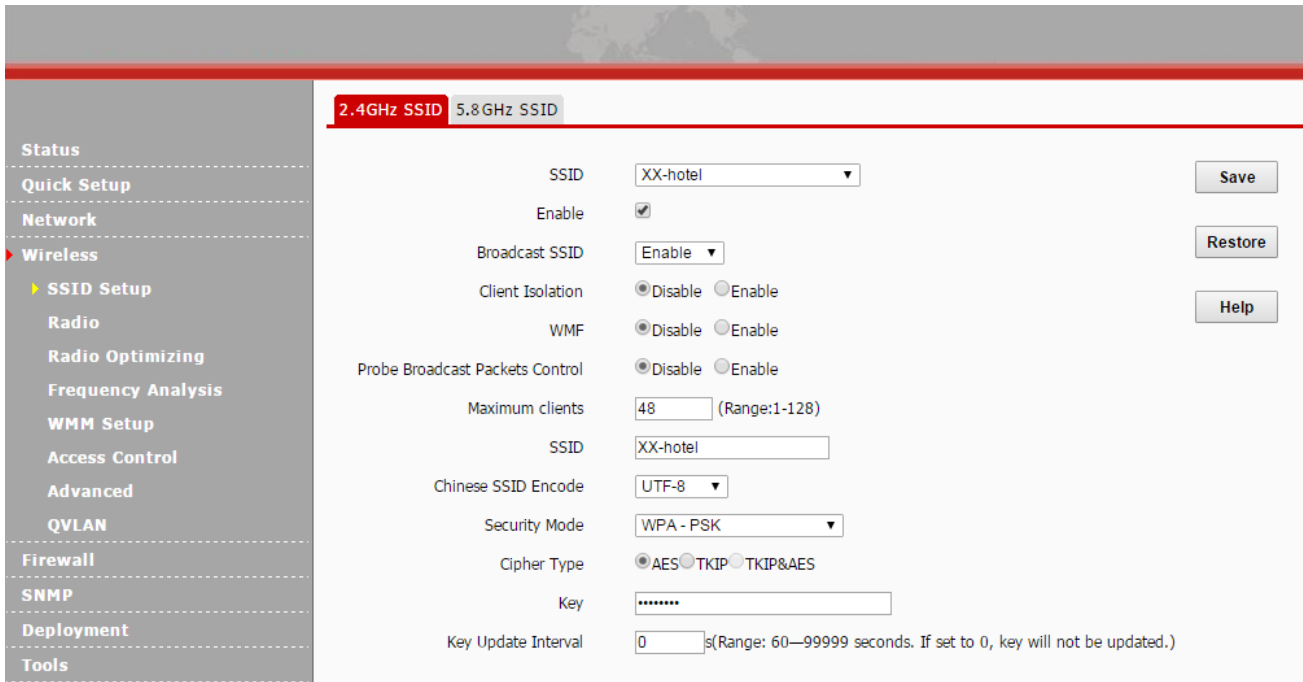 2.4GHz SSID 5.8GHz SSID
Status
Quick Setup
Network
Wireless
SSID Setup
Radio
Radio Optimizing
Frequency Analysis
WMM Setup
Access Control
Advanced
QVLAN
Firewall
SNMP
Deployment
Tools
SSID XX-hotel
Enable
Broadcast SSID Enable
Client Isolation Disable Enable
WMF Disable Enable
Probe Broadcast Packets Control Disable Enable
Maximum clients 48 (Range:1-128)
SSID XX-hotel
Chinese SSID Encode UTF-8
Security Mode WPA - PSK
Cipher Type AES TKIP TKIP&AES
Key ••••••••
Key Update Interval 0 s(Range: 60—99999 seconds. If set to 0, key will not be updated.)
Save
Restore
Help